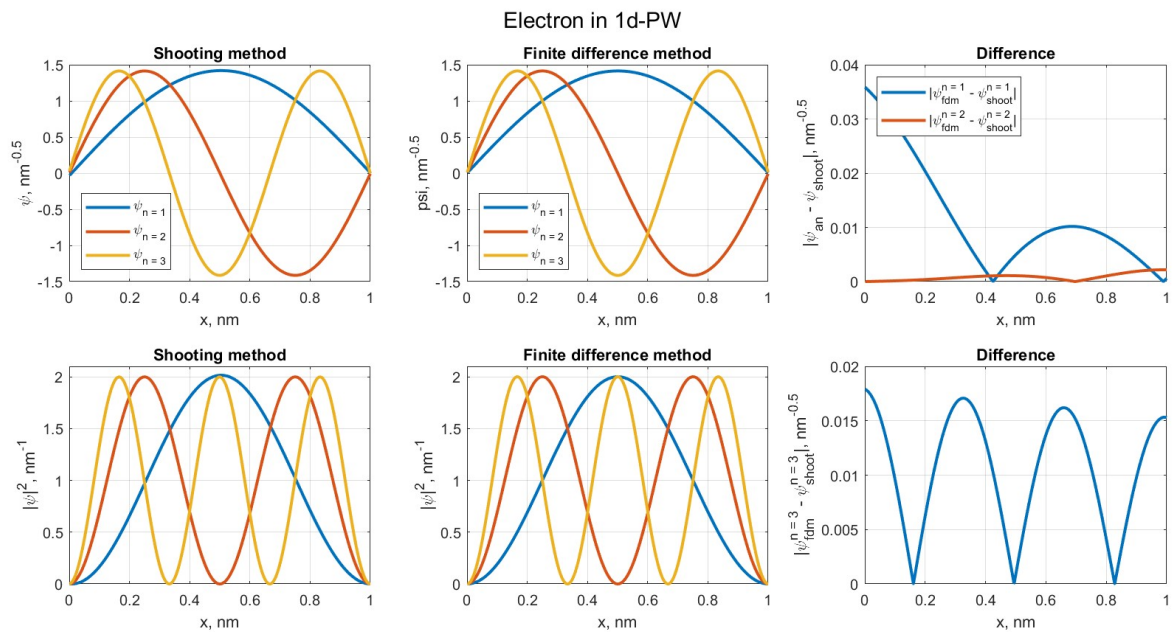 Electron in 1d-PW
Shooting method
1.5
1
0.5
0
-0.5
-1
-1.5
ψ, nm^-0.5
ψ_n = 1
ψ_n = 2
ψ_n = 3
0 0.2 0.4 0.6 0.8 1
x, nm
Finite difference method
1.5
1
0.5
0
-0.5
-1
-1.5
psi, nm^-0.5
ψ_n = 1
ψ_n = 2
ψ_n = 3
0 0.2 0.4 0.6 0.8 1
x, nm
Difference
0.04
0.03
0.02
0.01
0
|ψ_an - ψ_shoot|, nm^-0.5
|ψ_fdm^n = 1 - ψ_shoot^n = 1|
|ψ_fdm^n = 2 - ψ_shoot^n = 2|
0 0.2 0.4 0.6 0.8 1
x, nm
Shooting method
2
1.5
1
0.5
0
|ψ|^2, nm^-1
0 0.2 0.4 0.6 0.8 1
x, nm
Finite difference method
2
1.5
1
0.5
0
|ψ|^2, nm^-1
0 0.2 0.4 0.6 0.8 1
x, nm
Difference
0.02
0.015
0.01
0.005
0
|ψ_fdm^n = 3 - ψ_shoot^n = 3|, nm^-0.5
0 0.2 0.4 0.6 0.8 1
x, nm